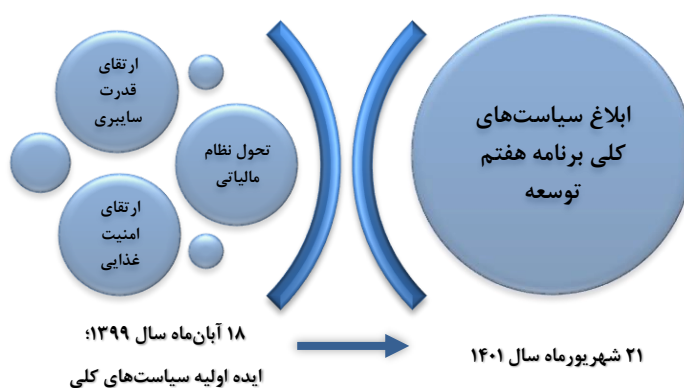 ارتقای
قدرت
سایبری
تحول نظام
مالیاتی
ارتقای
امنیت
غذایی
ابلاغ سیاست‌های
کلی برنامه هفتم
توسعه
۱۸ آبان‌ماه سال ۱۳۹۹؛
ایده اولیه سیاست‌های کلی
۲۱ شهریورماه سال ۱۴۰۱